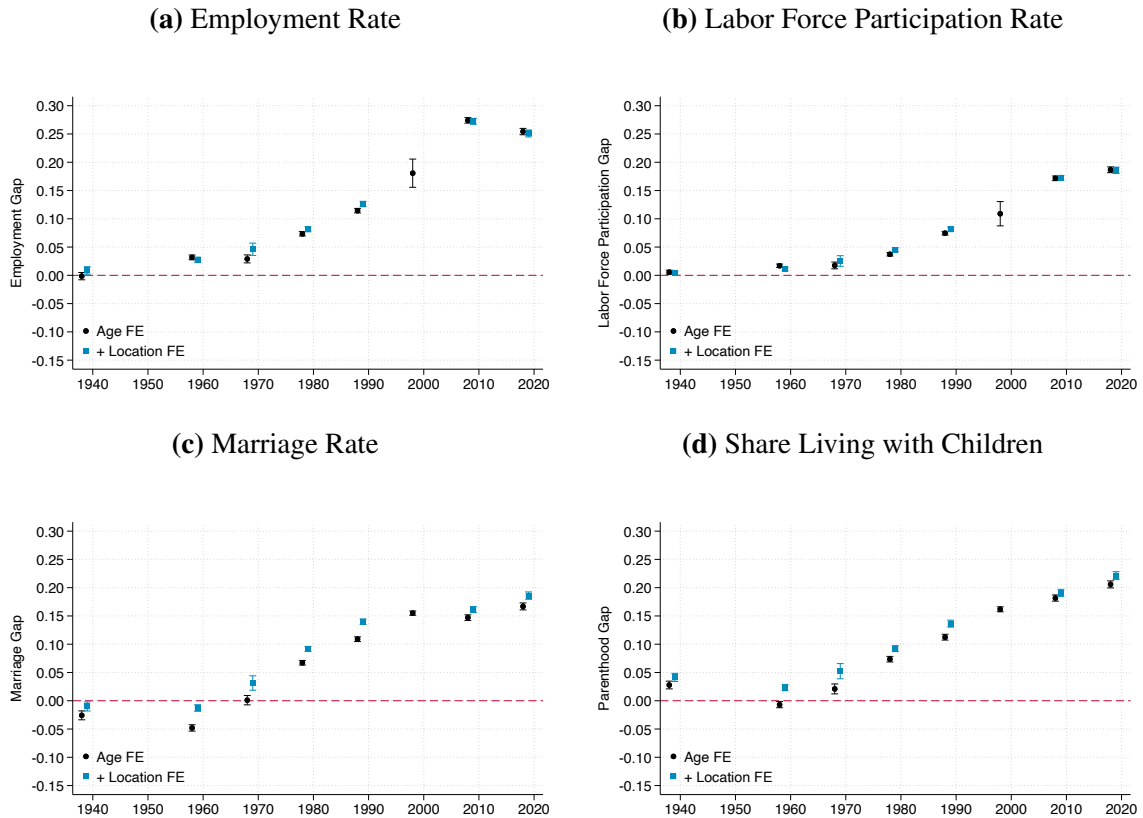 (a) Employment Rate
Employment Gap
0.30
0.25
0.20
0.15
0.10
0.05
0.00
-0.05
-0.10
-0.15
Age FE
+ Location FE
1940 1950 1960 1970 1980 1990 2000 2010 2020
(b) Labor Force Participation Rate
Labor Force Participation Gap
0.30
0.25
0.20
0.15
0.10
0.05
0.00
-0.05
-0.10
-0.15
Age FE
+ Location FE
1940 1950 1960 1970 1980 1990 2000 2010 2020
(c) Marriage Rate
Marriage Gap
0.30
0.25
0.20
0.15
0.10
0.05
0.00
-0.05
-0.10
-0.15
Age FE
+ Location FE
1940 1950 1960 1970 1980 1990 2000 2010 2020
(d) Share Living with Children
Parenthood Gap
0.30
0.25
0.20
0.15
0.10
0.05
0.00
-0.05
-0.10
-0.15
Age FE
+ Location FE
1940 1950 1960 1970 1980 1990 2000 2010 2020